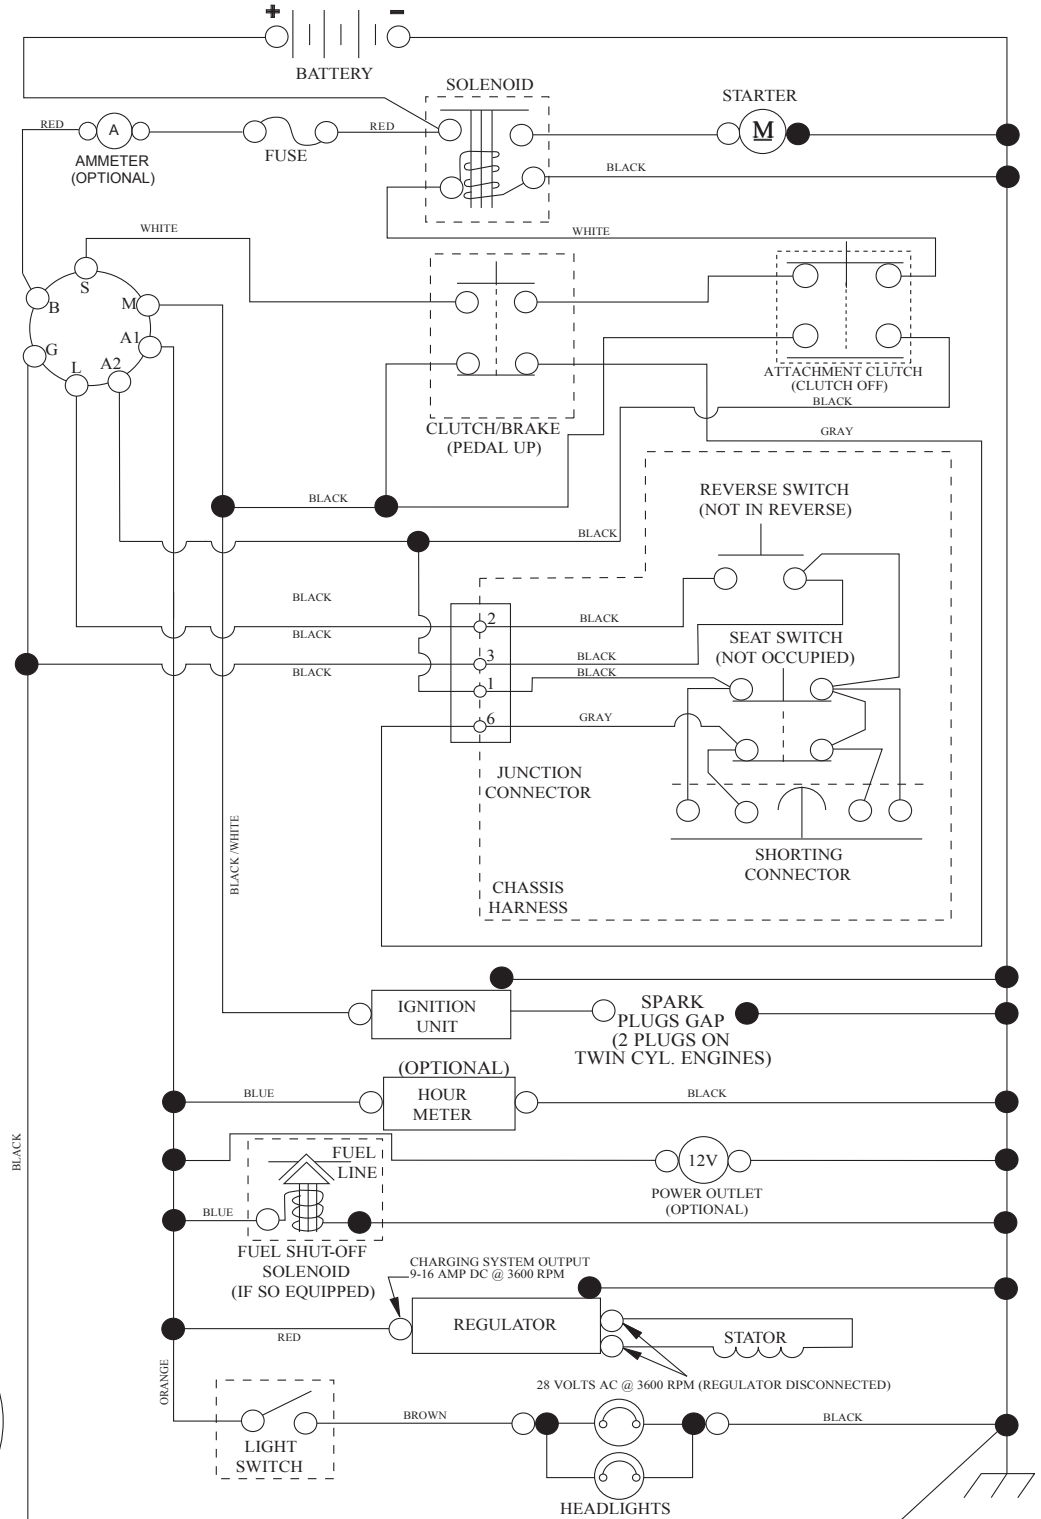 + -
BATTERY
SOLENOID
STARTER
RED
A
RED
M
FUSE
AMMETER
(OPTIONAL)
BLACK
WHITE
WHITE
S
B
M
A1
G
L
A2
ATTACHMENT CLUTCH
(CLUTCH OFF)
BLACK
CLUTCH/BRAKE
(PEDAL UP)
GRAY
REVERSE SWITCH
(NOT IN REVERSE)
BLACK
BLACK
BLACK
2
BLACK
BLACK
SEAT SWITCH
(NOT OCCUPIED)
3
BLACK
BLACK
BLACK
1
6
GRAY
JUNCTION
CONNECTOR
BLACK /WHITE
SHORTING
CONNECTOR
CHASSIS
HARNESS
IGNITION
UNIT
SPARK
PLUGS GAP
(2 PLUGS ON
TWIN CYL. ENGINES)
(OPTIONAL)
HOUR
METER
BLUE
BLACK
BLACK
FUEL
LINE
12V
POWER OUTLET
(OPTIONAL)
BLUE
FUEL SHUT-OFF
SOLENOID
(IF SO EQUIPPED)
CHARGING SYSTEM OUTPUT
9-16 AMP DC @ 3600 RPM
REGULATOR
STATOR
RED
ORANGE
28 VOLTS AC @ 3600 RPM (REGULATOR DISCONNECTED)
BROWN
BLACK
LIGHT
SWITCH
HEADLIGHTS